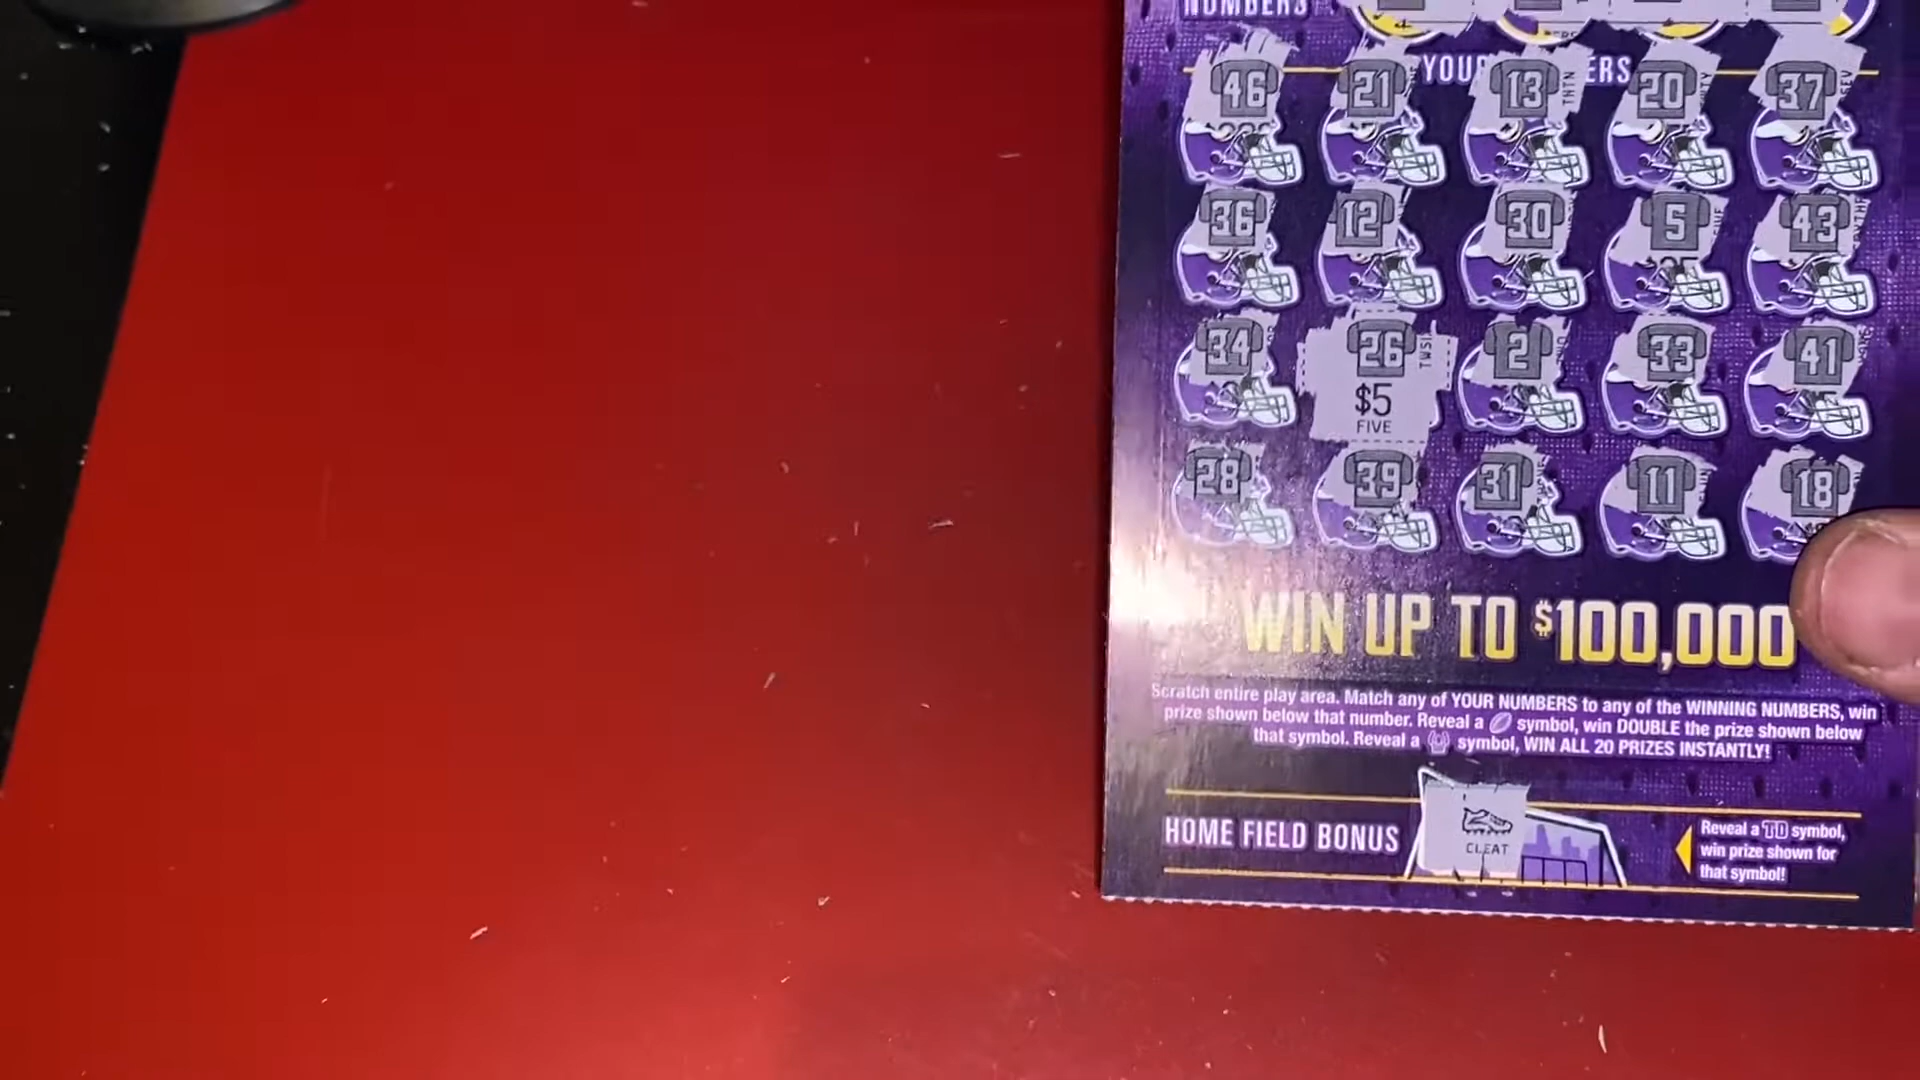 NUMBERS
46 21 13 20 37
36 12 30 5 43
34 26 2 33 41
TWSI
$5
FIVE
28 39 31 11 18
WIN UP TO $100,000
Scratch entire play area. Match any of YOUR NUMBERS to any of the WINNING NUMBERS, win
prize shown below that number. Reveal a symbol, win DOUBLE the prize shown below
that symbol. Reveal a symbol, WIN ALL 20 PRIZES INSTANTLY!
HOME FIELD BONUS
CLEAT
Reveal a TD symbol,
win prize shown for
that symbol!